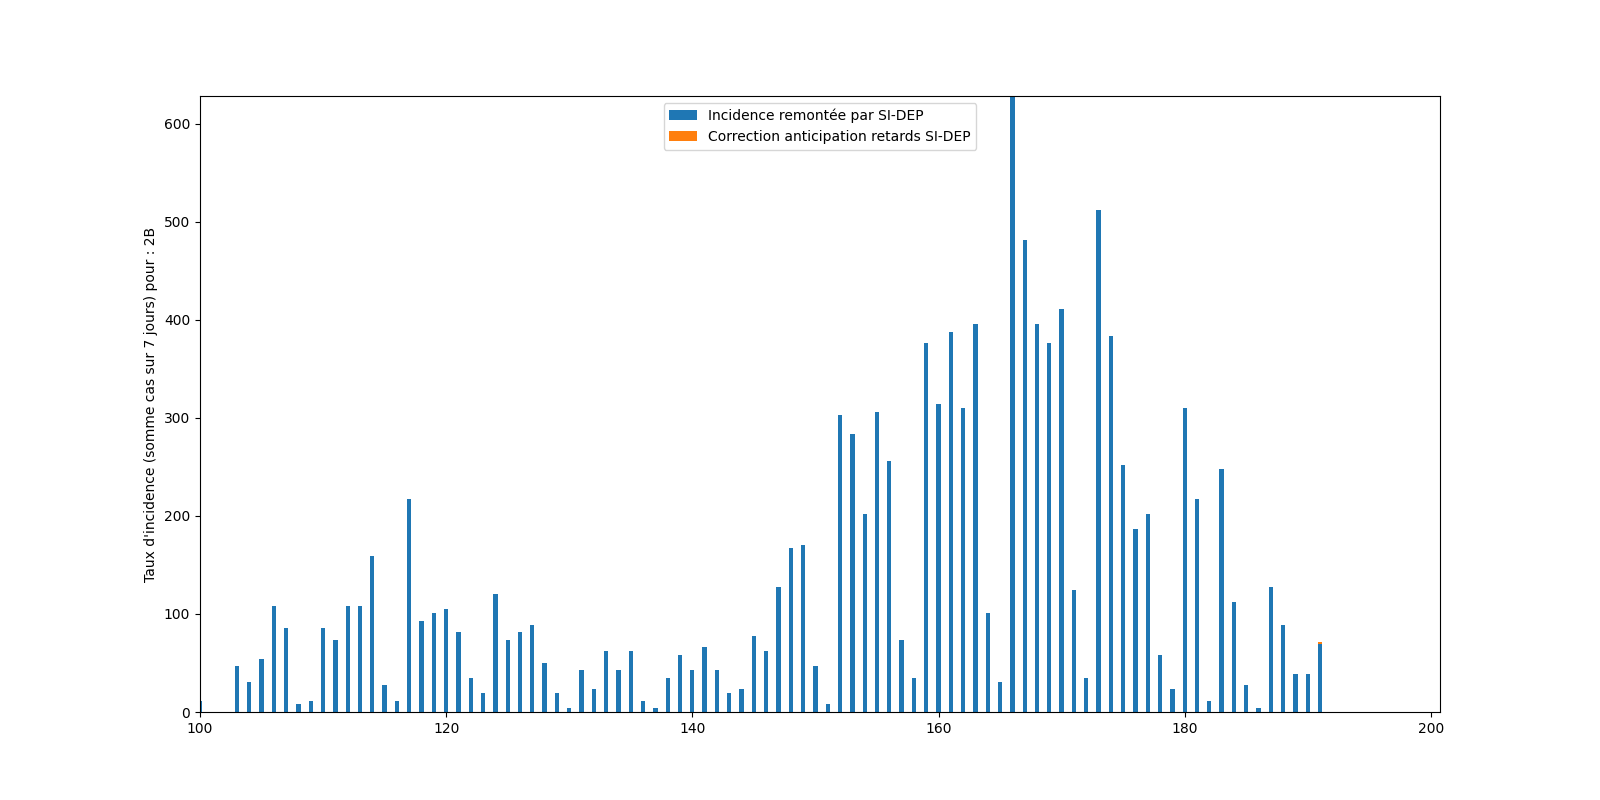 Incidence remontée par SI-DEP
Correction anticipation retards SI-DEP
Taux d'incidence (somme cas sur 7 jours) pour : 2B
600
500
400
300
200
100
0
100 120 140 160 180 200